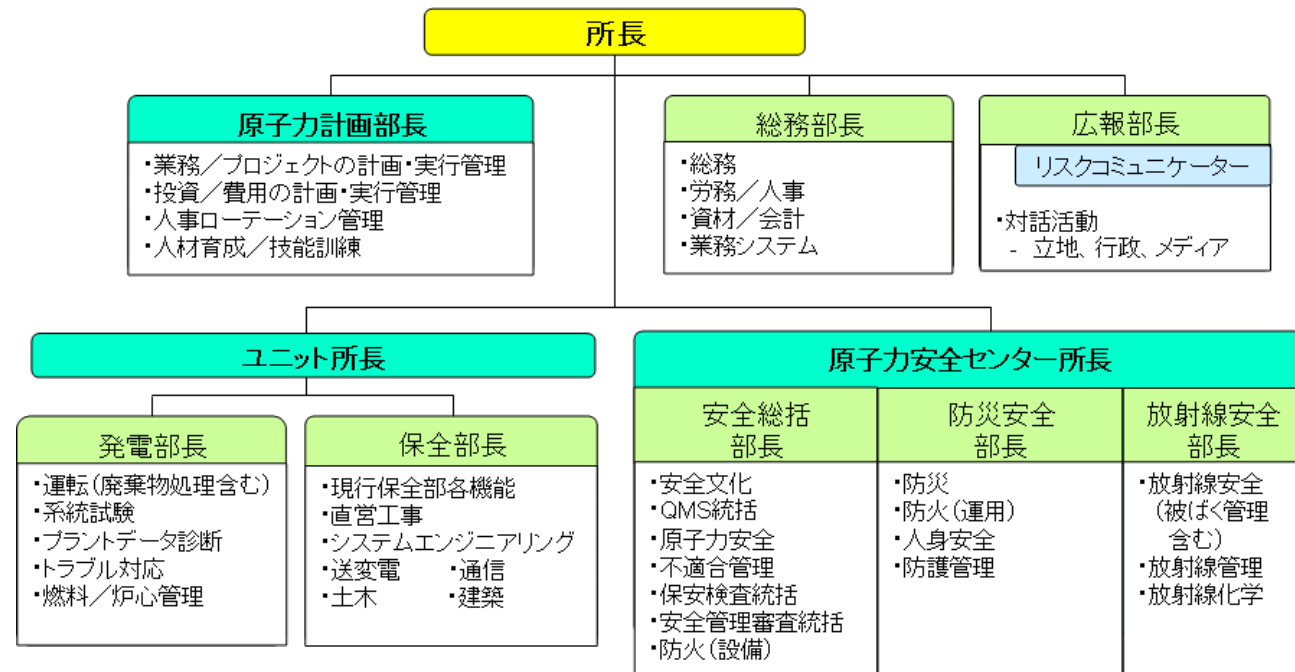 所長
原子力計画部長
・業務／プロジェクトの計画・実行管理
・投資／費用の計画・実行管理
・人事ローテーション管理
・人材育成／技能訓練
総務部長
・総務
・労務／人事
・資材／会計
・業務システム
広報部長
リスクコミュニケーター
・対話活動
- 立地、行政、メディア
ユニット所長
発電部長
・運転(廃棄物処理含む)
・系統試験
・プラントデータ診断
・トラブル対応
・燃料／炉心管理
保全部長
・現行保全部各機能
・直営工事
・システムエンジニアリング
・送変電 ・通信
・土木 ・建築
原子力安全センター所長
安全総括
部長
・安全文化
・QMS統括
・原子力安全
・不適合管理
・保安検査統括
・安全管理審査統括
・防火(設備)
防災安全
部長
・防災
・防火(運用)
・人身安全
・防護管理
放射線安全
部長
・放射線安全
(被ばく管理
含む)
・放射線管理
・放射線化学